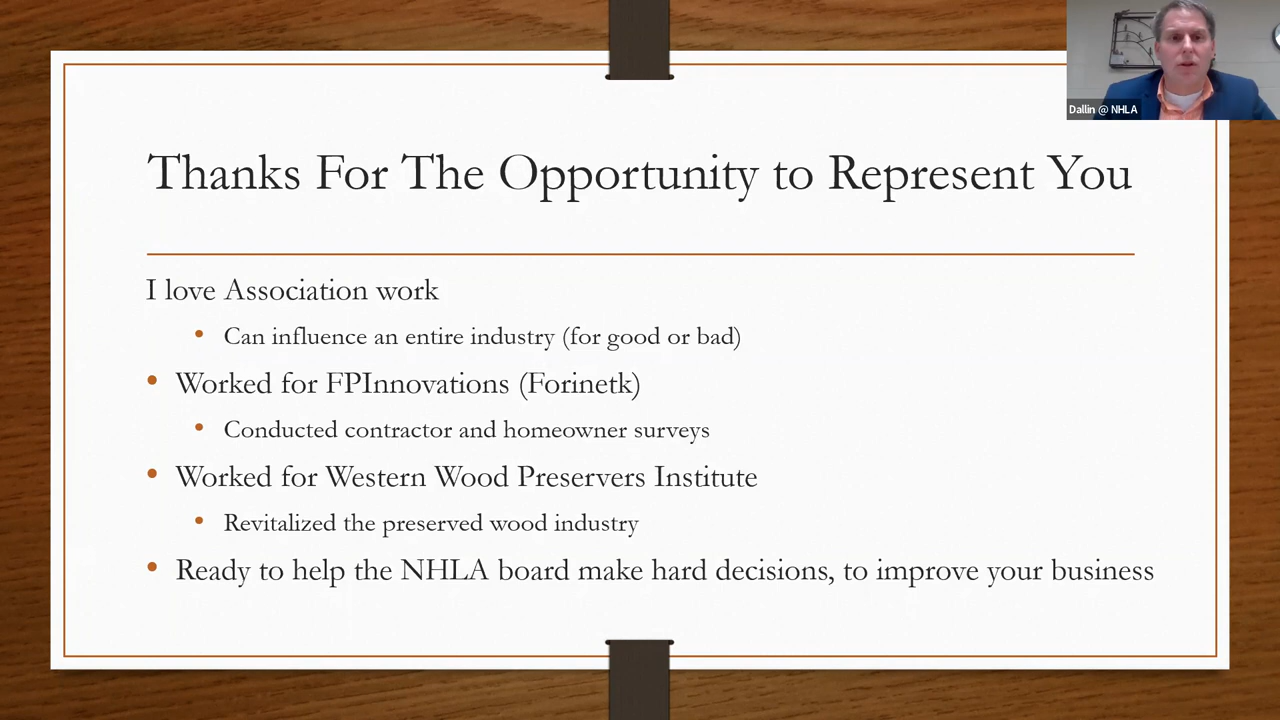 Thanks For The Opportunity to Represent You
I love Association work
Can influence an entire industry (for good or bad)
Worked for FPInnovations (Forinetk)
Conducted contractor and homeowner surveys
Worked for Western Wood Preservers Institute
Revitalized the preserved wood industry
Ready to help the NHLA board make hard decisions, to improve your business
Dallin @ NHLA